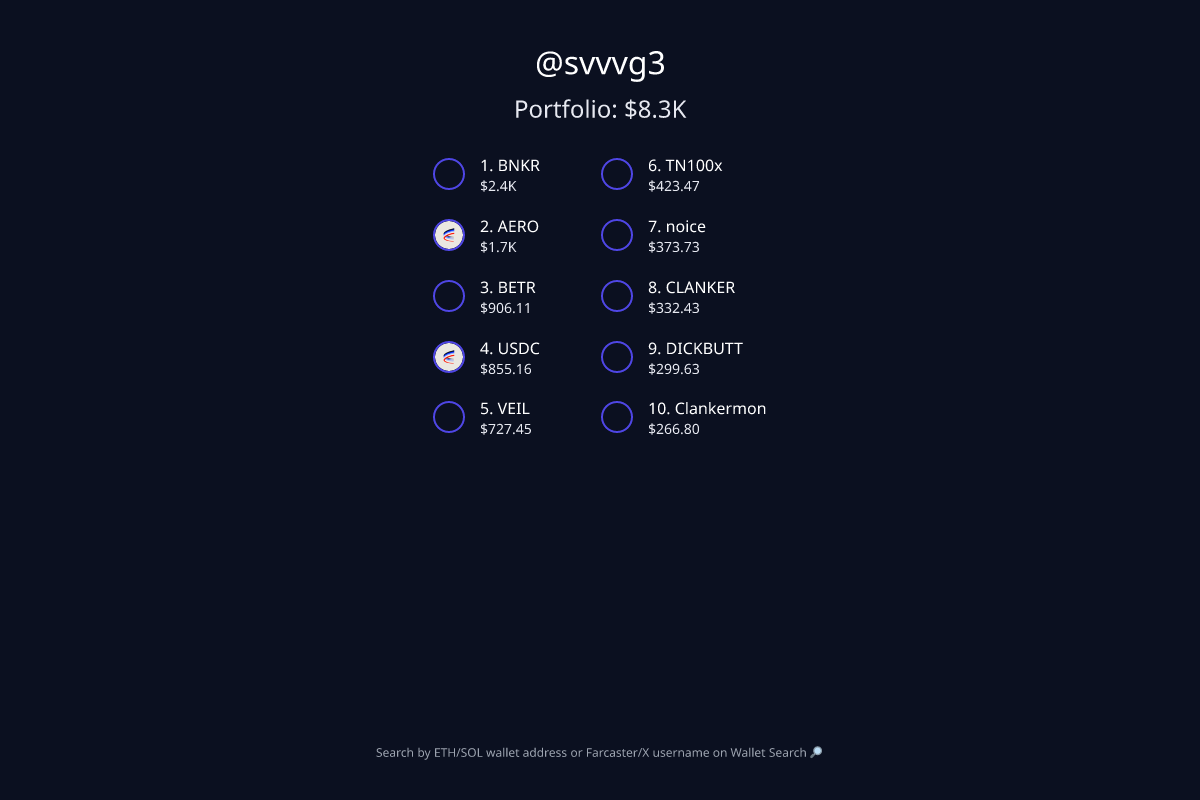 @svvvg3
Portfolio: $8.3K
1. BNKR
$2.4K
2. AERO
$1.7K
3. BETR
$906.11
4. USDC
$855.16
5. VEIL
$727.45
6. TN100x
$423.47
7. noice
$373.73
8. CLANKER
$332.43
9. DICKBUTT
$299.63
10. Clankermon
$266.80
Search by ETH/SOL wallet address or Farcaster/X username on Wallet Search 🔎